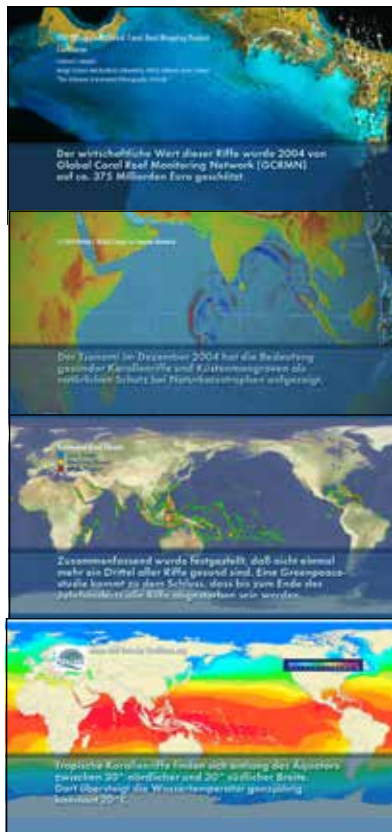 Der wirtschaftliche Wert dieser Riffe wurde 2004 von
Global Coral Reef Monitoring Network (GCRMN)
auf ca. 375 Milliarden Euro geschätzt
Der Tsunami im Dezember 2004 hat die Bedeutung
gesunder Korallenriffe und Küstenmangroven als
natürlichen Schutz bei Naturkatastrophen aufgezeigt.
Zusammenfassend wurde festgestellt, daß nicht einmal
mehr ein Drittel aller Riffe gesund sind. Eine Greenpeace-
studie kommt zu dem Schluss, dass bis zum Ende des
Jahrhunderts alle Riffe abgestorben sein werden.
Tropische Korallenriffe finden sich entlang des Äquators
zwischen 30° nördlicher und 30° südlicher Breite.
Dort übersteigt die Wassertemperatur ganzjährig
konstant 20°C.